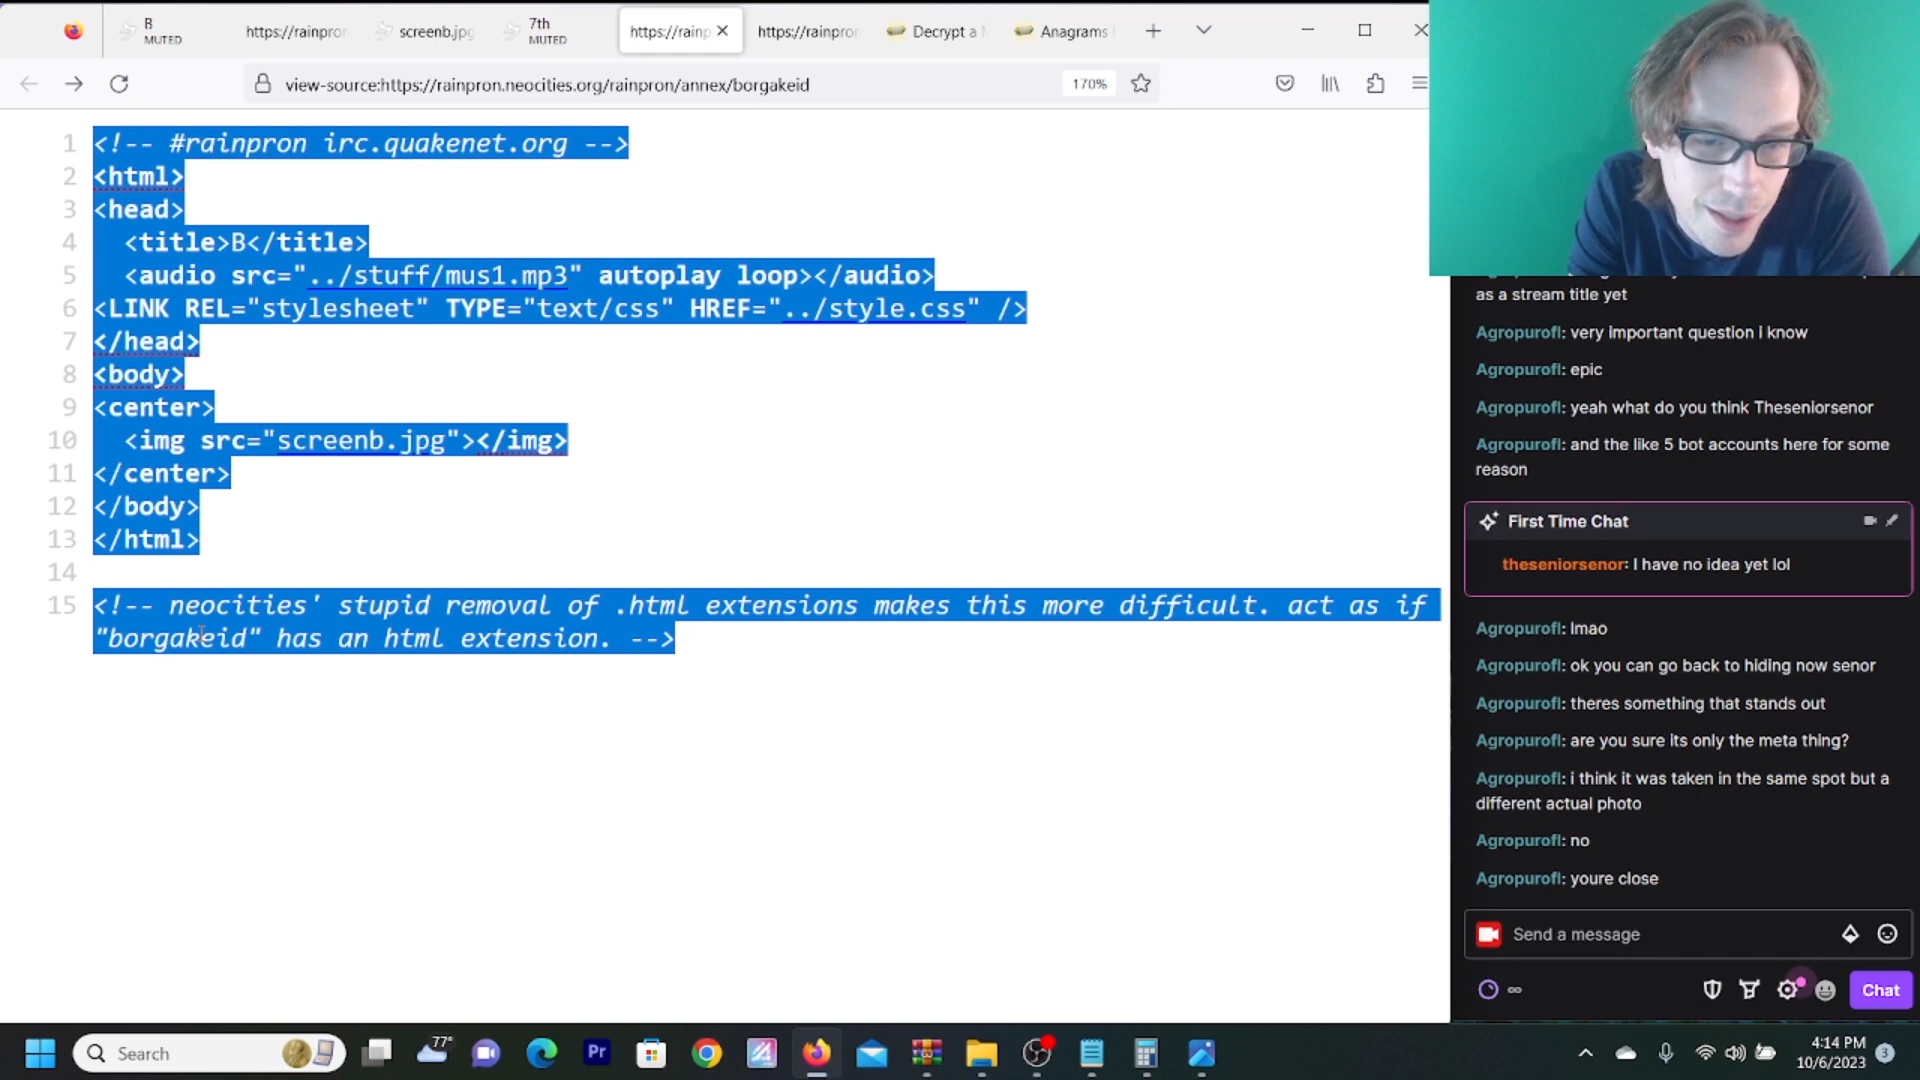 B
MUTED
https://rainpron
screenb.jpg
7th
MUTED
https://rainp
https://rainpron
Decrypt a
Anagrams
view-source:https://rainpron.neocities.org/rainpron/annex/borgakeid
170%
1 <!-- #rainpron irc.quakenet.org -->
2 <html>
3 <head>
4 <title>B</title>
5 <audio src="../stuff/mus1.mp3" autoplay loop></audio>
6 <LINK REL="stylesheet" TYPE="text/css" HREF="../style.css" />
7 </head>
8 <body>
9 <center>
10 <img src="screenb.jpg"></img>
11 </center>
12 </body>
13 </html>
14
15 <!-- neocities' stupid removal of .html extensions makes this more difficult. act as if
"borgakeid" has an html extension. -->
as a stream title yet
Agropurofl: very important question i know
Agropurofl: epic
Agropurofl: yeah what do you think Theseniorsenor
Agropurofl: and the like 5 bot accounts here for some
reason
First Time Chat
theseniorsenor: I have no idea yet lol
Agropurofl: lmao
Agropurofl: ok you can go back to hiding now senor
Agropurofl: theres something that stands out
Agropurofl: are you sure its only the meta thing?
Agropurofl: i think it was taken in the same spot but a
different actual photo
Agropurofl: no
Agropurofl: youre close
Send a message
Chat
Search
77°
Pr
4:14 PM
10/6/2023
3